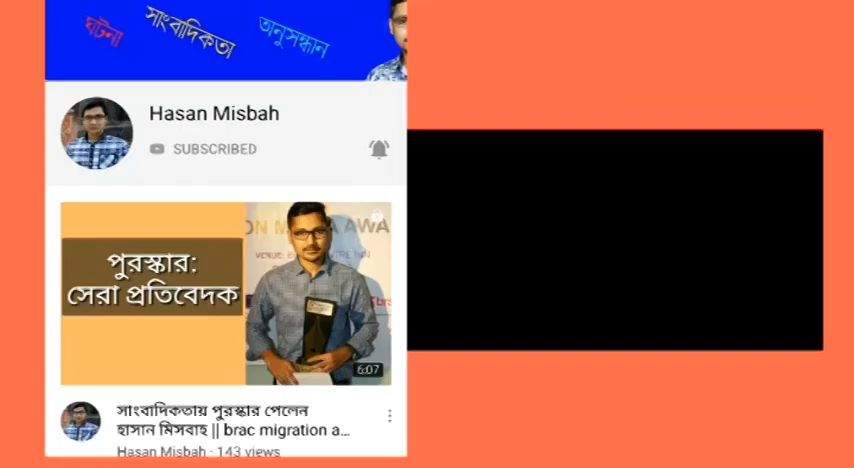 ঘটনা
সাংবাদিকতা
অনুসন্ধান
Hasan Misbah
SUBSCRIBED
পুরস্কার:
সেরা প্রতিবেদক
6:07
সাংবাদিকতায় পুরস্কার পেলেন
হাসান মিসবাহ || brac migration a...
Hasan Misbah · 143 views